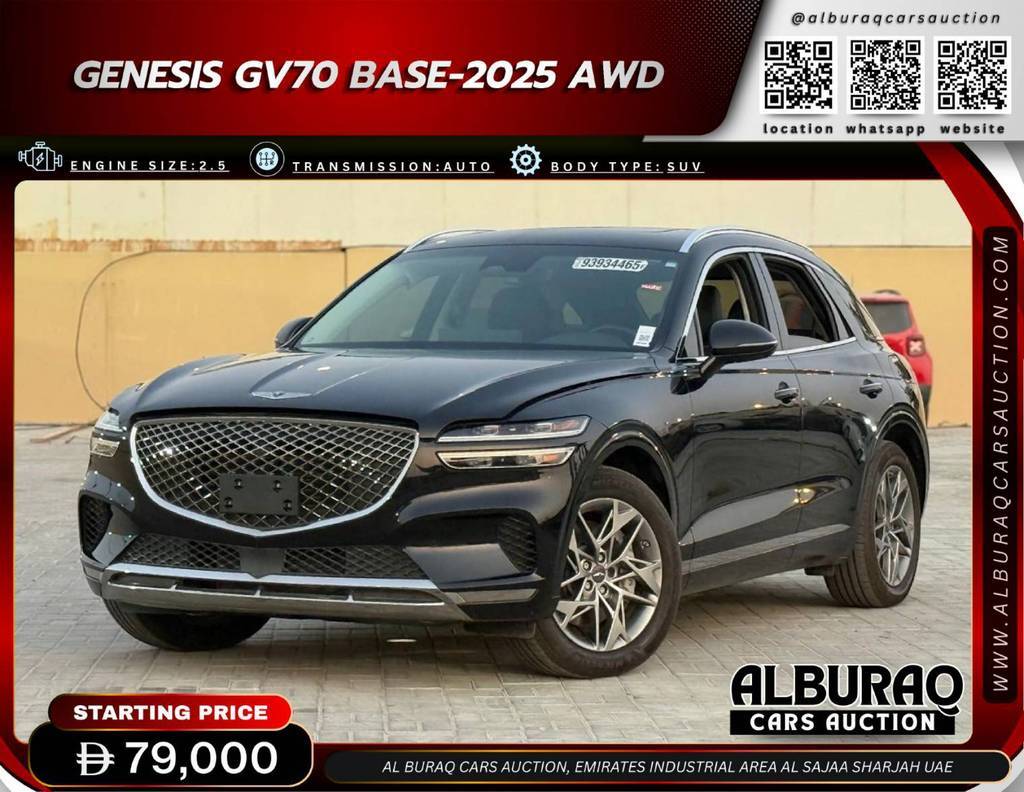 @alburaqcarsauction
GENESIS GV70 BASE-2025 AWD
location whatsapp website
ENGINE SIZE:2.5 TRANSMISSION:AUTO BODY TYPE:SUV
93934465
WWW.ALBURAQCARSAUCTION.COM
ALBURAQ
CARS AUCTION
STARTING PRICE
79,000
AL BURAQ CARS AUCTION, EMIRATES INDUSTRIAL AREA AL SAJAA SHARJAH UAE